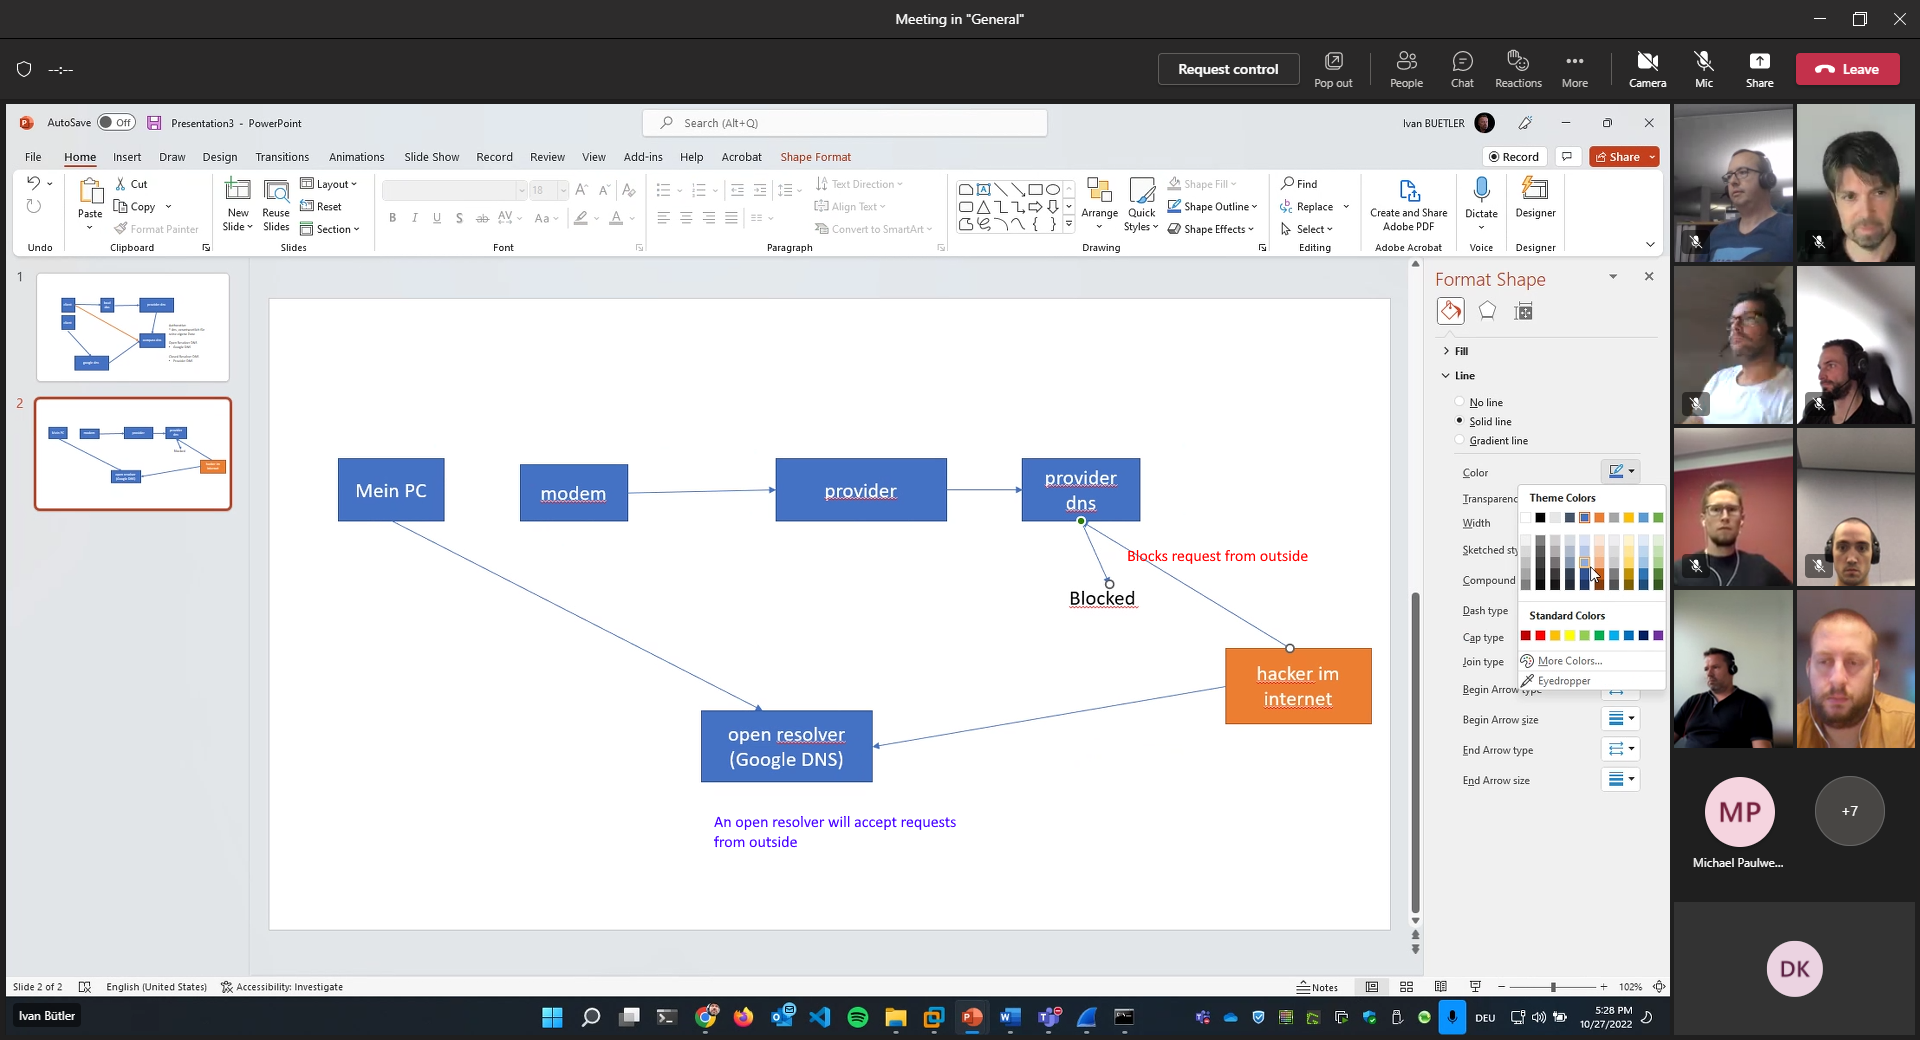 Meeting in "General"
--:--
Request control
Pop out
People
Chat
Reactions
More
Camera
Mic
Share
Leave
AutoSave
Off
Presentation3 - PowerPoint
Search (Alt+Q)
Ivan BUETLER
File
Home
Insert
Draw
Design
Transitions
Animations
Slide Show
Record
Review
View
Add-ins
Help
Acrobat
Shape Format
Record
Share
Undo
Paste
Cut
Copy
Format Painter
Clipboard
New Slide
Reuse Slides
Layout
Reset
Section
Slides
18
Font
Text Direction
Align Text
Convert to SmartArt
Paragraph
Arrange
Quick Styles
Shape Fill
Shape Outline
Shape Effects
Drawing
Find
Replace
Select
Editing
Create and Share Adobe PDF
Adobe Acrobat
Dictate
Voice
Designer
Designer
1
2
Mein PC
modem
provider
provider
dns
Blocks request from outside
Blocked
hacker im
internet
open resolver
(Google DNS)
An open resolver will accept requests
from outside
Format Shape
Fill
Line
No line
Solid line
Gradient line
Color
Transparenc
Width
Sketched sty
Compound
Dash type
Cap type
Join type
Begin Arrow type
Begin Arrow size
End Arrow type
End Arrow size
Theme Colors
Standard Colors
More Colors...
Eyedropper
MP
Michael Paulwe...
+7
DK
Slide 2 of 2
English (United States)
Accessibility: Investigate
Notes
102%
Ivan Bütler
DEU
5:28 PM
10/27/2022